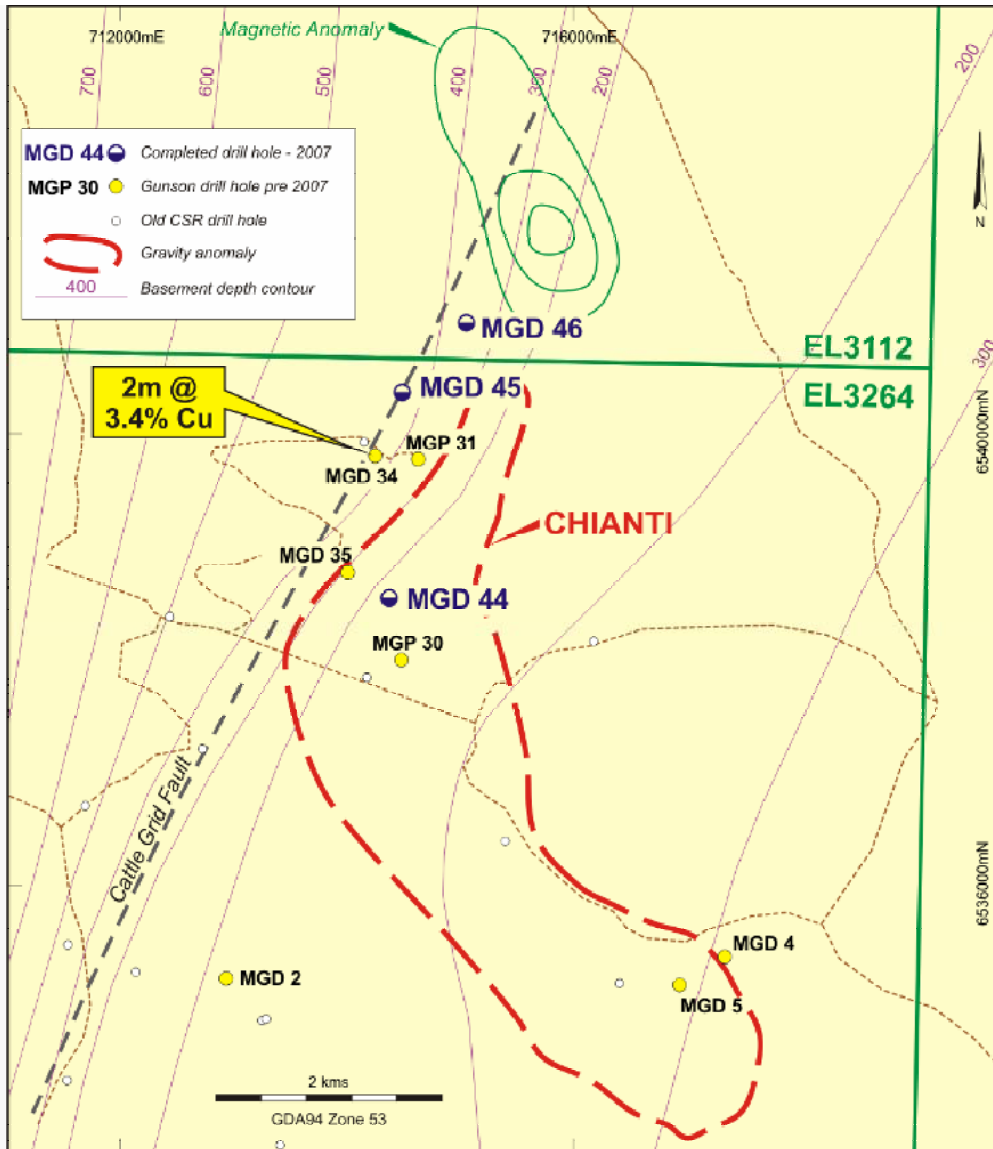 712000mE
Magnetic Anomaly
716000mE
700
600
500
400
300
200
200
MGD 44 Completed drill hole - 2007
MGP 30 Gunson drill hole pre 2007
Old CSR drill hole
Gravity anomaly
400 Basement depth contour
N
MGD 46
EL3112
300
2m @
3.4% Cu
MGD 45
EL3264
6540000mN
MGP 31
MGD 34
CHIANTI
MGD 35
MGD 44
MGP 30
Cattle Grid Fault
6536000mN
MGD 4
MGD 2
MGD 5
2 kms
GDA94 Zone 53